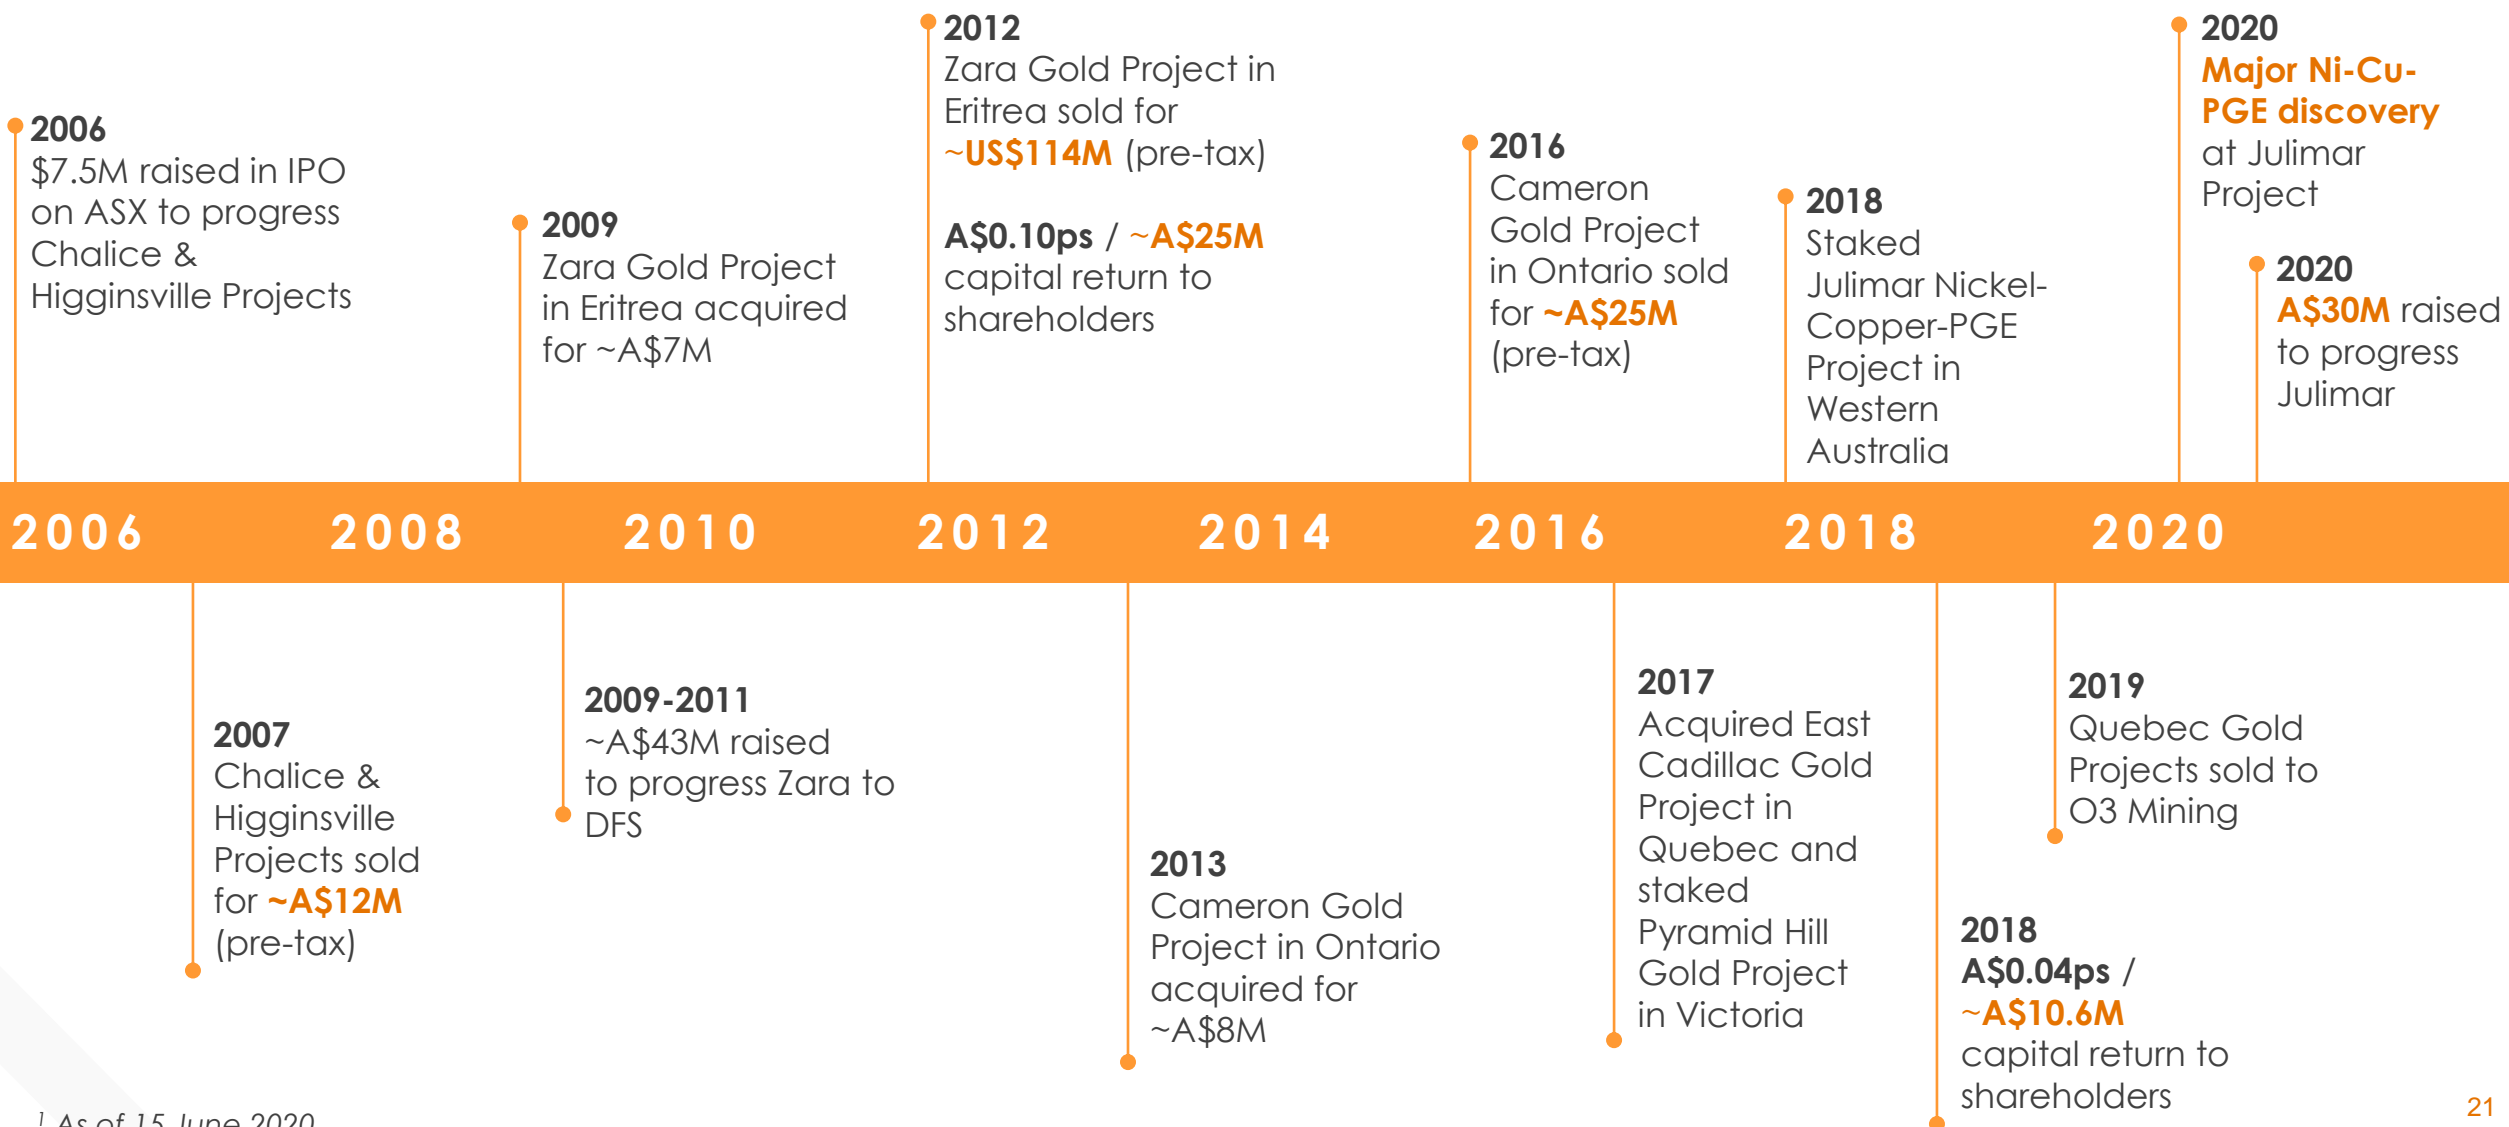 2006
$7.5M raised in IPO
on ASX to progress
Chalice &
Higginsville Projects
2009
Zara Gold Project
in Eritrea acquired
for ~A$7M
2012
Zara Gold Project in
Eritrea sold for
~US$114M (pre-tax)
A$0.10ps / ~A$25M
capital return to
shareholders
2016
Cameron
Gold Project
in Ontario sold
for ~A$25M
(pre-tax)
2018
Staked
Julimar Nickel-
Copper-PGE
Project in
Western
Australia
2020
Major Ni-Cu-
PGE discovery
at Julimar
Project
2020
A$30M raised
to progress
Julimar
2006 2008 2010 2012 2014 2016 2018 2020
2007
Chalice &
Higginsville
Projects sold
for ~A$12M
(pre-tax)
2009-2011
~A$43M raised
to progress Zara to
DFS
2013
Cameron Gold
Project in Ontario
acquired for
~A$8M
2017
Acquired East
Cadillac Gold
Project in
Quebec and
staked
Pyramid Hill
Gold Project
in Victoria
2018
A$0.04ps /
~A$10.6M
capital return to
shareholders
2019
Quebec Gold
Projects sold to
O3 Mining
1 As of 15 June 2020
21